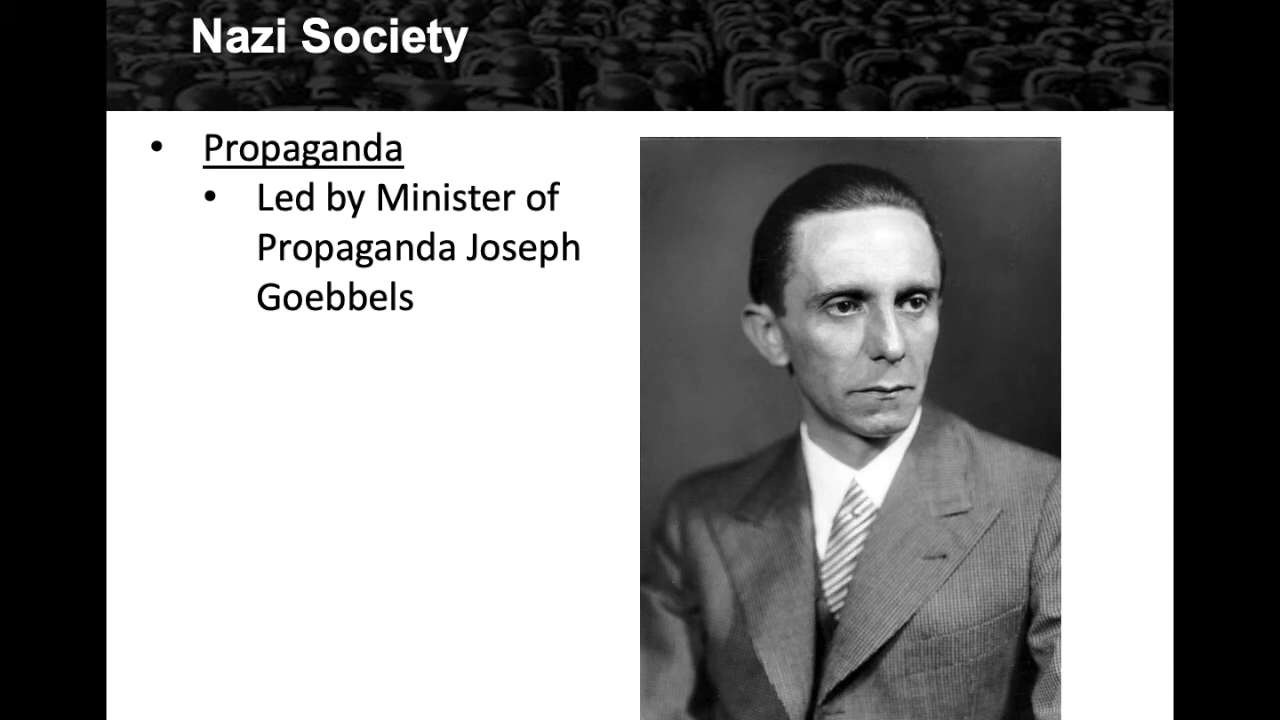 Nazi Society
• Propaganda
• Led by Minister of
Propaganda Joseph
Goebbels